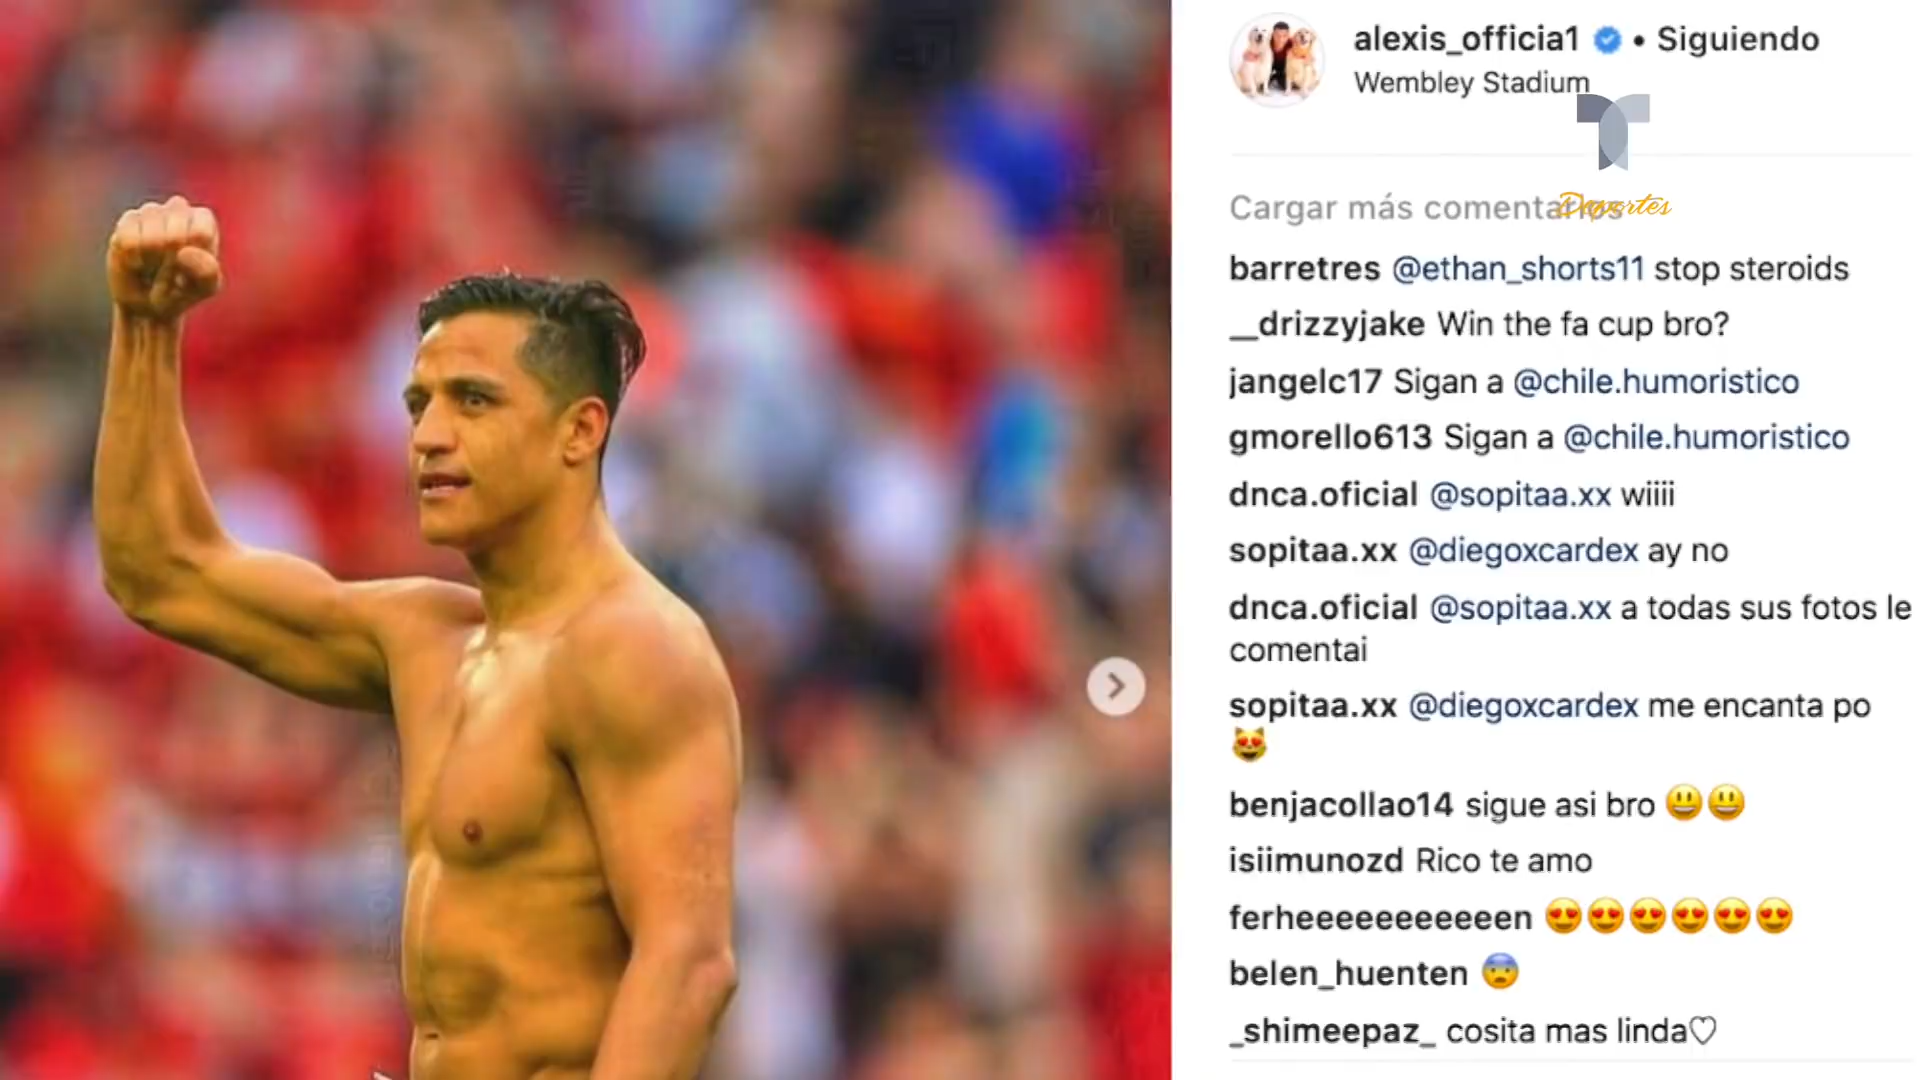 alexis_officia1 • Siguiendo
Wembley Stadium
Cargar más comentarios
Deportes
barretres @ethan_shorts11 stop steroids
__drizzyjake Win the fa cup bro?
jangelc17 Sigan a @chile.humoristico
gmorello613 Sigan a @chile.humoristico
dnca.oficial @sopitaa.xx wiiii
sopitaa.xx @diegoxcardex ay no
dnca.oficial @sopitaa.xx a todas sus fotos le
comentai
sopitaa.xx @diegoxcardex me encanta po
😻
benjacollao14 sigue asi bro 😃😃
isiimunozd Rico te amo
ferheeeeeeeeeeen 😍😍😍😍😍😍
belen_huenten 😨
_shimeepaz_ cosita mas linda♡